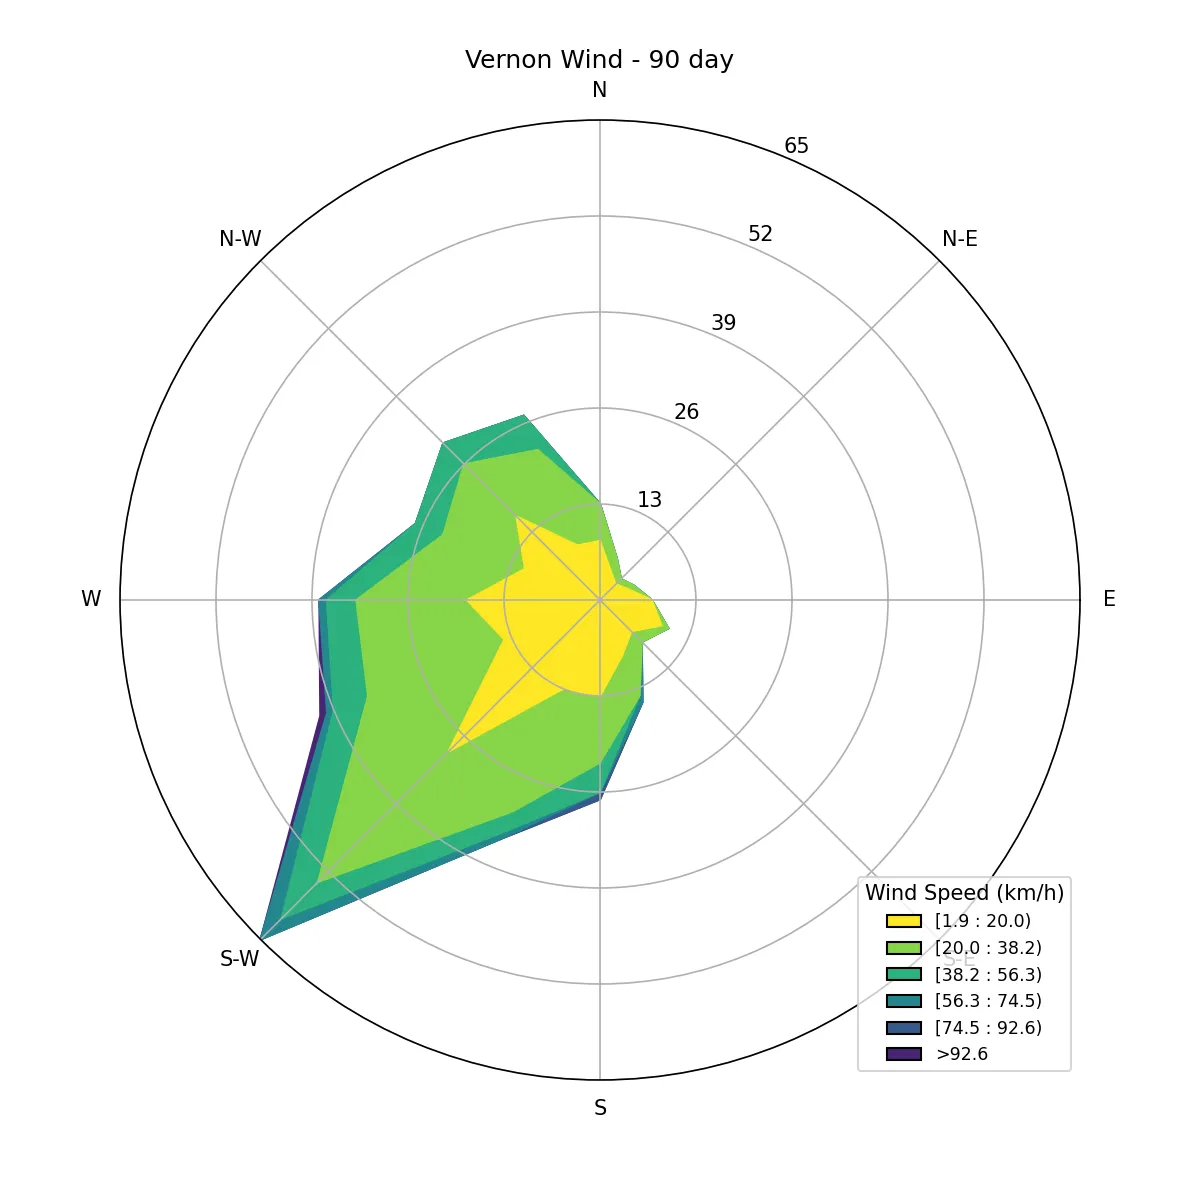 Vernon Wind - 90 day
N
65
N-W
52
N-E
39
26
13
W
E
S-W
S-E
S
Wind Speed (km/h)
[1.9 : 20.0)
[20.0 : 38.2)
[38.2 : 56.3)
[56.3 : 74.5)
[74.5 : 92.6)
>92.6